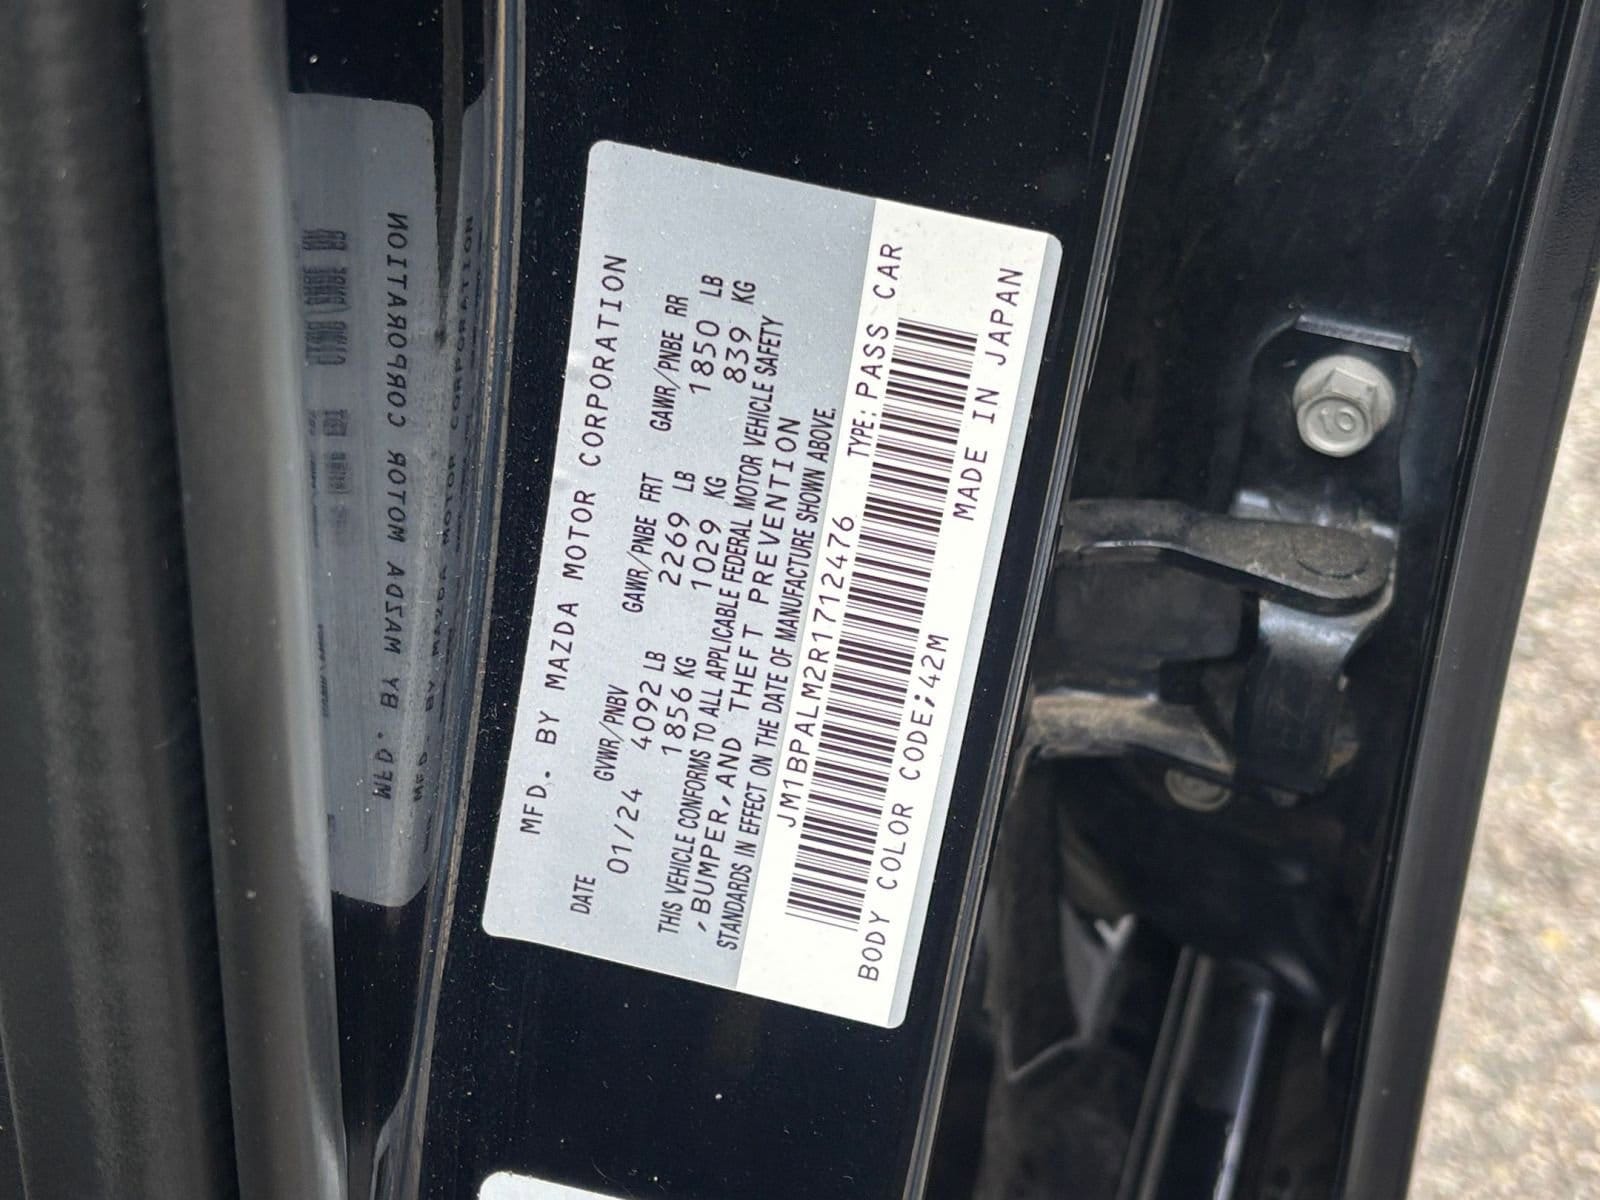 MFD. BY MAZDA MOTOR CORPORATION
DATE GVWR/PNBV GAWR/PNBE FRT GAWR/PNBE RR
01/24 4092 LB 2269 LB 1850 LB
1856 KG 1029 KG 839 KG
THIS VEHICLE CONFORMS TO ALL APPLICABLE FEDERAL MOTOR VEHICLE SAFETY
,BUMPER,AND THEFT PREVENTION
STANDARDS IN EFFECT ON THE DATE OF MANUFACTURE SHOWN ABOVE.
JM1BPALM2R1712476 TYPE:PASS CAR
BODY COLOR CODE;42M MADE IN JAPAN
10
MFD. BY MAZDA MOTOR CORPORATION